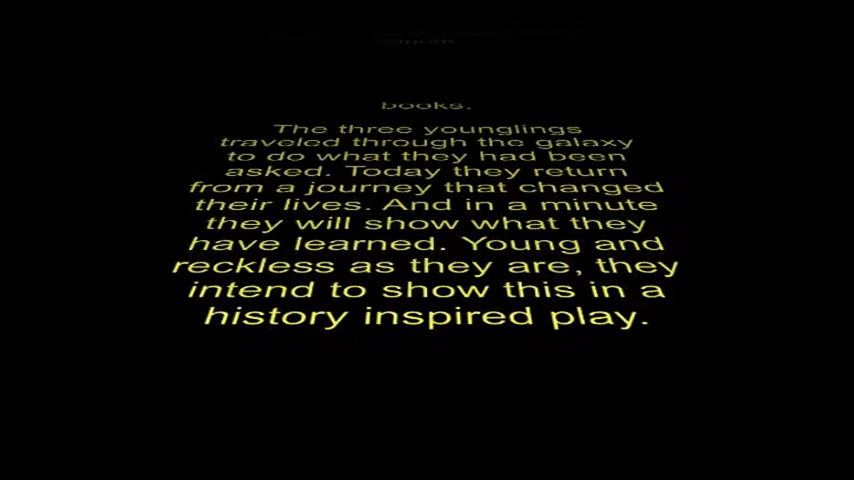 books.
The three younglings
traveled through the galaxy
to do what they had been
asked. Today they return
from a journey that changed
their lives. And in a minute
they will show what they
have learned. Young and
reckless as they are, they
intend to show this in a
history inspired play.